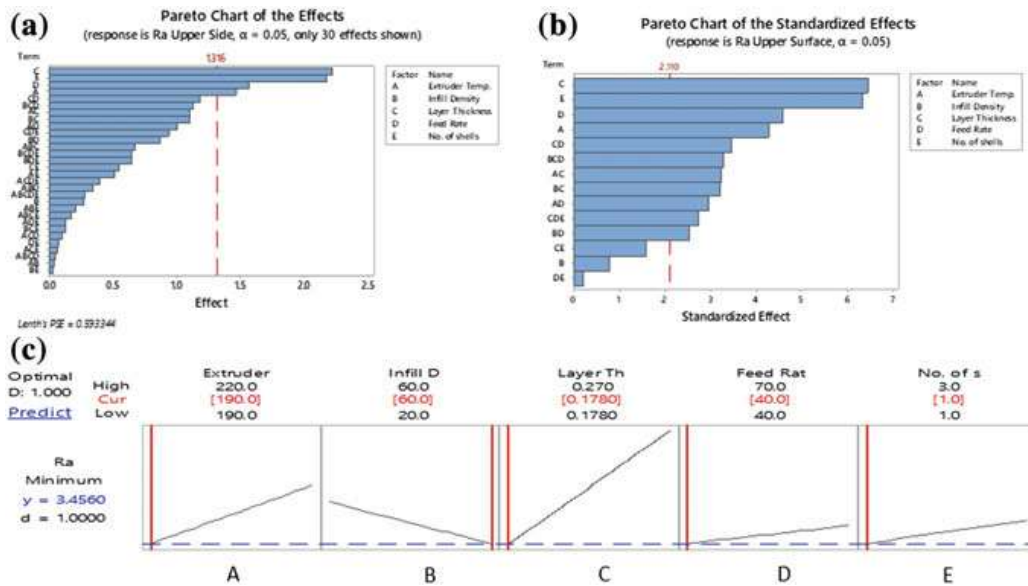 (a)
Pareto Chart of the Effects
(response is Ra Upper Side, α = 0.05, only 30 effects shown)
Term
1.316
C
E
D
A
CD
BCD
Factor Name
A Extruder Temp.
B Infill Density
C Layer Thickness
D Feed Rate
E No. of shells
0.0 0.5 1.0 1.5 2.0 2.5
Effect
Lenth's PSE = 0.593344
(b)
Pareto Chart of the Standardized Effects
(response is Ra Upper Surface, α = 0.05)
Term
2.110
C
E
D
A
CD
BCD
AC
BC
AD
CDE
BD
CE
B
DE
Factor Name
A Extruder Temp.
B Infill Density
C Layer Thickness
D Feed Rate
E No. of shells
0 1 2 3 4 5 6 7
Standardized Effect
(c)
Optimal
D: 1.000
Predict
High
Cur
Low
Extruder
220.0
[190.0]
190.0
Infill D
60.0
[60.0]
20.0
Layer Th
0.270
[0.1780]
0.1780
Feed Rat
70.0
[40.0]
40.0
No. of s
3.0
[1.0]
1.0
Ra
Minimum
y = 3.4560
d = 1.0000
A B C D E